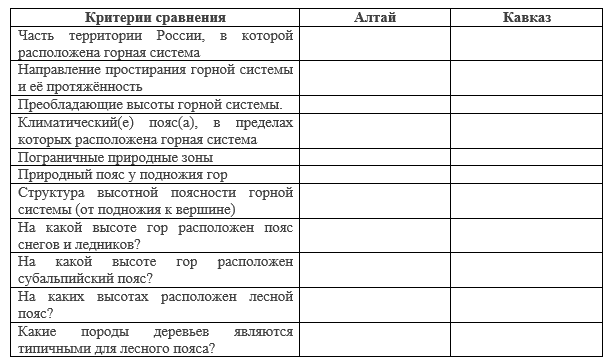 Критерии сравнения Алтай Кавказ
Часть территории России, в которой
расположена горная система
Направление простирания горной системы
и её протяжённость
Преобладающие высоты горной системы.
Климатический(е) пояс(а), в пределах
которых расположена горная система
Пограничные природные зоны
Природный пояс у подножия гор
Структура высотной поясности горной
системы (от подножия к вершине)
На какой высоте гор расположен пояс
снегов и ледников?
На какой высоте гор расположен
субальпийский пояс?
На каких высотах расположен лесной
пояс?
Какие породы деревьев являются
типичными для лесного пояса?